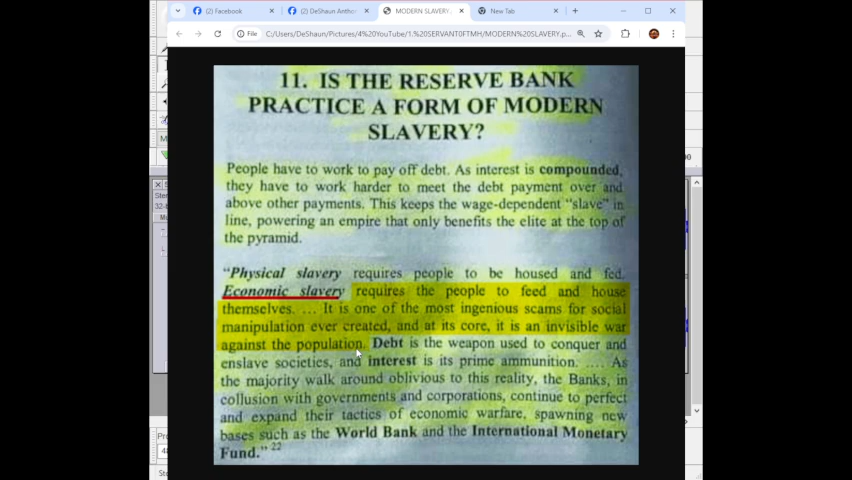 (2) Facebook
(2) DeShaun Antho
MODERN SLAVERY
New Tab
File C:/Users/DeShaun/Pictures/4%20YouTube/1.%20SERVANT0FTMH/MODERN%20SLAVERY.p...
11. IS THE RESERVE BANK
PRACTICE A FORM OF MODERN
SLAVERY?
People have to work to pay off debt. As interest is compounded,
they have to work harder to meet the debt payment over and
above other payments. This keeps the wage-dependent “slave” in
line, powering an empire that only benefits the elite at the top of
the pyramid.
“Physical slavery requires people to be housed and fed.
Economic slavery requires the people to feed and house
themselves. … It is one of the most ingenious scams for social
manipulation ever created, and at its core, it is an invisible war
against the population. Debt is the weapon used to conquer and
enslave societies, and interest is its prime ammunition. …. As
the majority walk around oblivious to this reality, the Banks, in
collusion with governments and corporations, continue to perfect
and expand their tactics of economic warfare, spawning new
bases such as the World Bank and the International Monetary
Fund.” 22